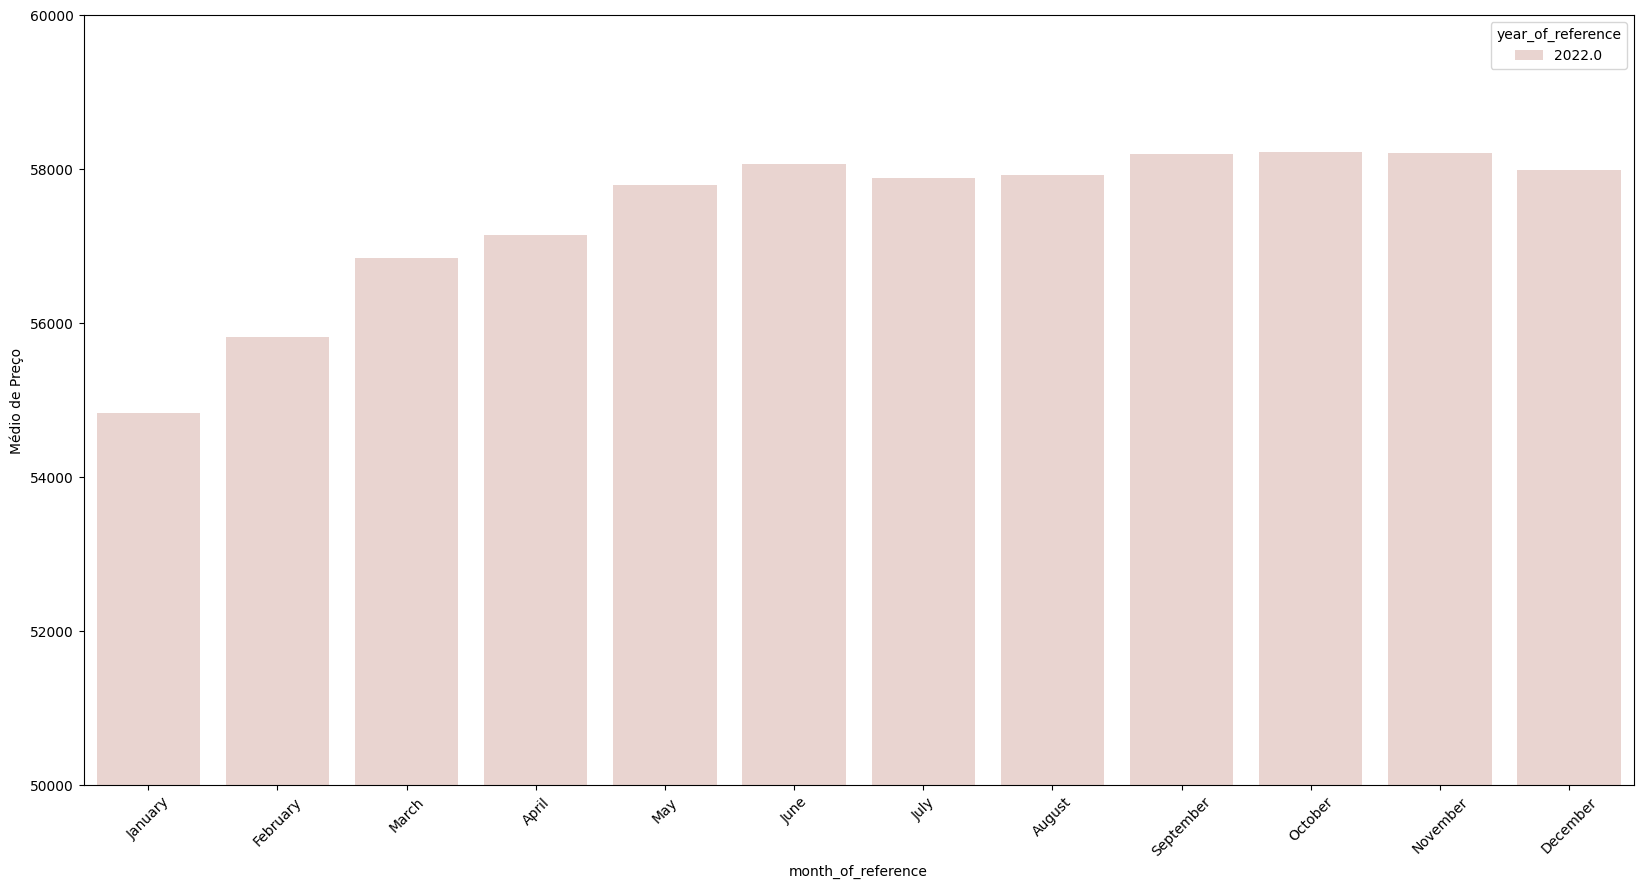 year_of_reference
2022.0
Médio de Preço
60000
58000
56000
54000
52000
50000
January
February
March
April
May
June
July
August
September
October
November
December
month_of_reference